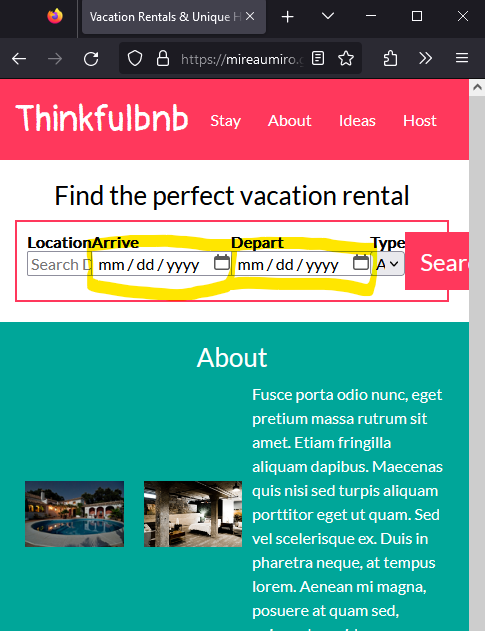 Vacation Rentals & Unique H
https://mireaumiro.g
Thinkfulbnb Stay About Ideas Host
Find the perfect vacation rental
Location Arrive Depart Type
Search D mm / dd / yyyy mm / dd / yyyy A Sear
About
Fusce porta odio nunc, eget
pretium massa rutrum sit
amet. Etiam fringilla
aliquam dapibus. Maecenas
quis nisi sed turpis aliquam
porttitor eget ut quam. Sed
vel scelerisque ex. Duis in
pharetra neque, at tempus
lorem. Aenean mi magna,
posuere at quam sed,